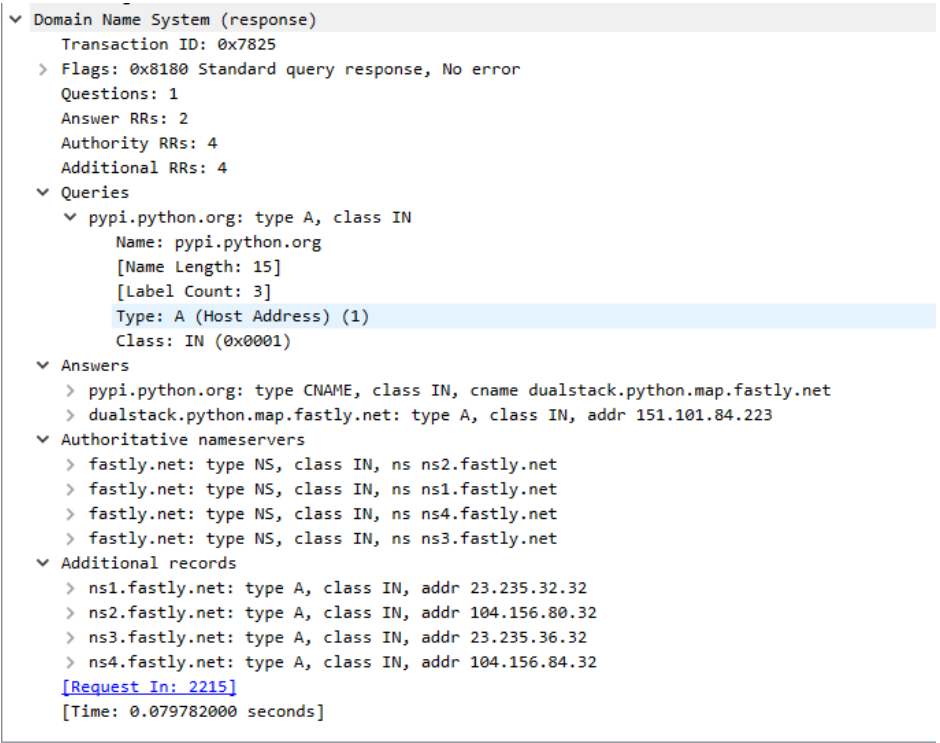 Domain Name System (response)
Transaction ID: 0x7825
Flags: 0x8180 Standard query response, No error
Questions: 1
Answer RRs: 2
Authority RRs: 4
Additional RRs: 4
Queries
pypi.python.org: type A, class IN
Name: pypi.python.org
[Name Length: 15]
[Label Count: 3]
Type: A (Host Address) (1)
Class: IN (0x0001)
Answers
pypi.python.org: type CNAME, class IN, cname dualstack.python.map.fastly.net
dualstack.python.map.fastly.net: type A, class IN, addr 151.101.84.223
Authoritative nameservers
fastly.net: type NS, class IN, ns ns2.fastly.net
fastly.net: type NS, class IN, ns ns1.fastly.net
fastly.net: type NS, class IN, ns ns4.fastly.net
fastly.net: type NS, class IN, ns ns3.fastly.net
Additional records
ns1.fastly.net: type A, class IN, addr 23.235.32.32
ns2.fastly.net: type A, class IN, addr 104.156.80.32
ns3.fastly.net: type A, class IN, addr 23.235.36.32
ns4.fastly.net: type A, class IN, addr 104.156.84.32
[Request In: 2215]
[Time: 0.079782000 seconds]